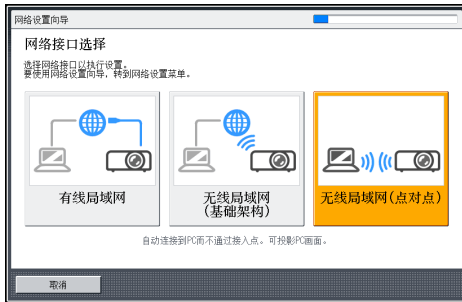 网络设置向导
网络接口选择
选择网络接口以执行设置。
要使用网络设置向导，转到网络设置菜单。
有线局域网
无线局域网
(基础架构)
无线局域网(点对点)
自动连接到PC而不通过接入点。可投影PC画面。
取消